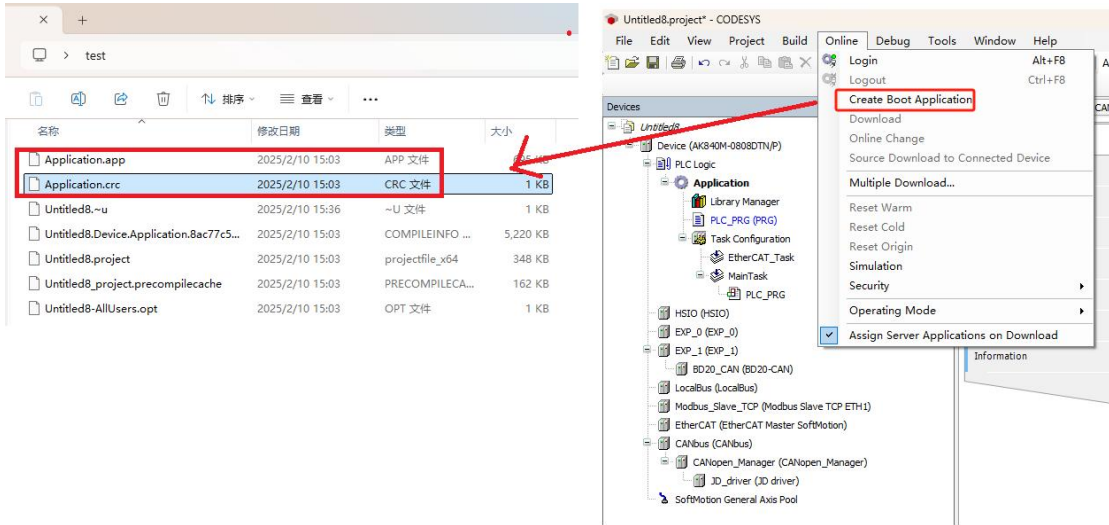 test
排序
查看
名称
修改日期
类型
大小
Application.app 2025/2/10 15:03 APP 文件 KB
Application.crc 2025/2/10 15:03 CRC 文件 1 KB
Untitled8.~u 2025/2/10 15:36 ~U 文件 1 KB
Untitled8.Device.Application.8ac77c5... 2025/2/10 15:03 COMPILEINFO ... 5,220 KB
Untitled8.project 2025/2/10 15:03 projectfile_x64 348 KB
Untitled8_project.precompilecache 2025/2/10 15:03 PRECOMPILECA... 162 KB
Untitled8-AllUsers.opt 2025/2/10 15:03 OPT 文件 1 KB
Untitled8.project* - CODESYS
File Edit View Project Build Online Debug Tools Window Help
Login Alt+F8
Logout Ctrl+F8
Create Boot Application
Download
Online Change
Source Download to Connected Device
Multiple Download...
Reset Warm
Reset Cold
Reset Origin
Simulation
Security
Operating Mode
Assign Server Applications on Download
Devices
Untitled8
Device (AK840M-0808DTN/P)
PLC Logic
Application
Library Manager
PLC_PRG (PRG)
Task Configuration
EtherCAT_Task
MainTask
PLC_PRG
HSIO (HSIO)
EXP_0 (EXP_0)
EXP_1 (EXP_1)
BD20_CAN (BD20-CAN)
LocalBus (LocalBus)
Modbus_Slave_TCP (Modbus Slave TCP ETH1)
EtherCAT (EtherCAT Master SoftMotion)
CANbus (CANbus)
CANopen_Manager (CANopen_Manager)
JD_driver (JD driver)
SoftMotion General Axis Pool
Information